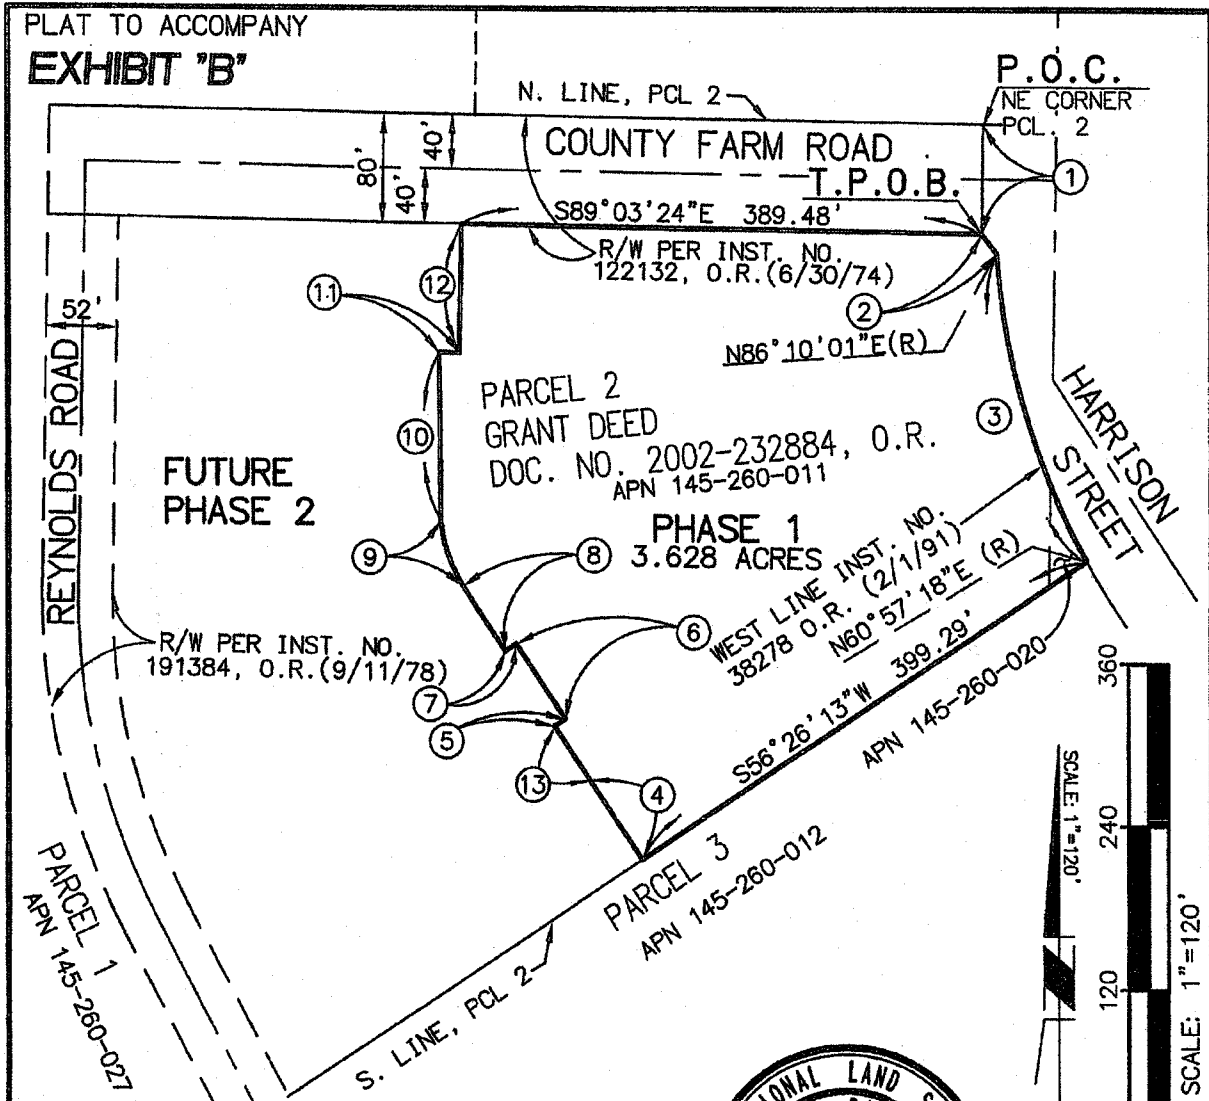 PLAT TO ACCOMPANY
EXHIBIT "B"
P.O.C.
NE CORNER
PCL. 2
N. LINE, PCL 2
COUNTY FARM ROAD
80'
40'
40'
T.P.O.B.
1
S89°03'24"E 389.48'
R/W PER INST. NO.
122132, O.R.(6/30/74)
12
11
2
52'
N86°10'01"E(R)
REYNOLDS ROAD
HARRISON
STREET
PARCEL 2
GRANT DEED
DOC. NO. 2002-232884, O.R.
APN 145-260-011
3
10
FUTURE
PHASE 2
PHASE 1
3.628 ACRES
9
8
WEST LINE INST. NO.
38278 O.R. (2/1/91)
N60°57'18"E (R)
6
R/W PER INST. NO.
191384, O.R.(9/11/78)
7
5
13
4
S56°26'13"W 399.29'
APN 145-260-020
PARCEL 3
APN 145-260-012
PARCEL 1
APN 145-260-027
S. LINE, PCL 2
SCALE: 1"=120'
360
240
120
SCALE: 1"=120'
IONAL LAND S